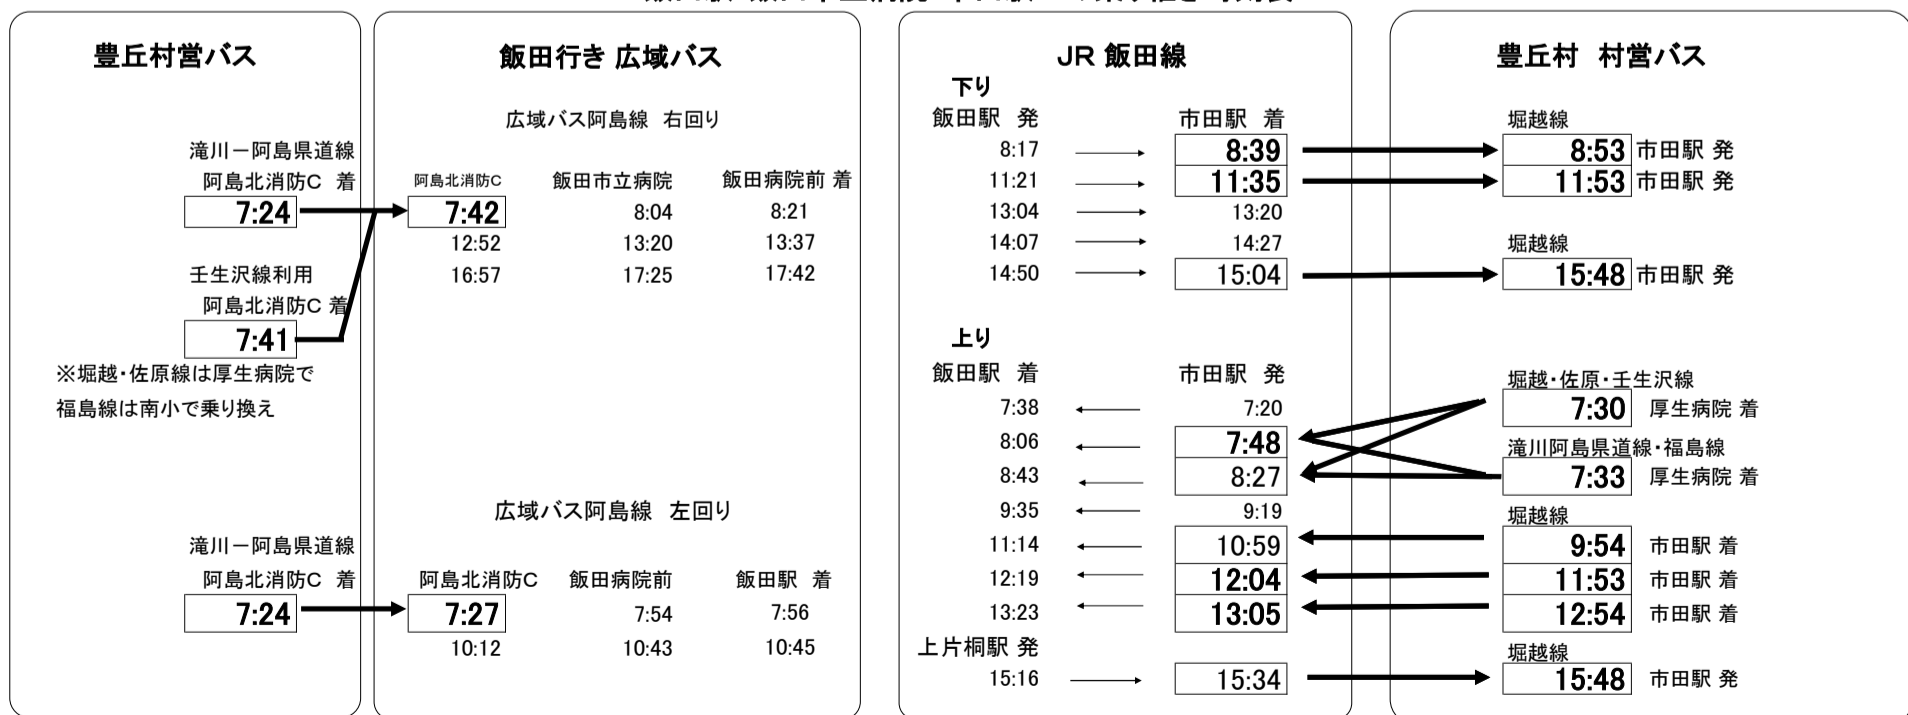 豊丘村営バス
滝川－阿島県道線
阿島北消防C 着
7:24
壬生沢線利用
阿島北消防C 着
7:41
※堀越・佐原線は厚生病院で
福島線は南小で乗り換え
滝川－阿島県道線
阿島北消防C 着
7:24
飯田行き 広域バス
広域バス阿島線 右回り
阿島北消防C 飯田市立病院 飯田病院前 着
7:42 8:04 8:21
12:52 13:20 13:37
16:57 17:25 17:42
広域バス阿島線 左回り
阿島北消防C 飯田病院前 飯田駅 着
7:27 7:54 7:56
10:12 10:43 10:45
JR 飯田線
下り
飯田駅 発 市田駅 着
8:17 8:39
11:21 11:35
13:04 13:20
14:07 14:27
14:50 15:04
上り
飯田駅 着 市田駅 発
7:38 7:20
8:06 7:48
8:43 8:27
9:35 9:19
11:14 10:59
12:19 12:04
13:23 13:05
上片桐駅 発
15:16 15:34
豊丘村 村営バス
堀越線
8:53 市田駅 発
11:53 市田駅 発
堀越線
15:48 市田駅 発
堀越・佐原・壬生沢線
7:30 厚生病院 着
滝川阿島県道線・福島線
7:33 厚生病院 着
堀越線
9:54 市田駅 着
11:53 市田駅 着
12:54 市田駅 着
堀越線
15:48 市田駅 発